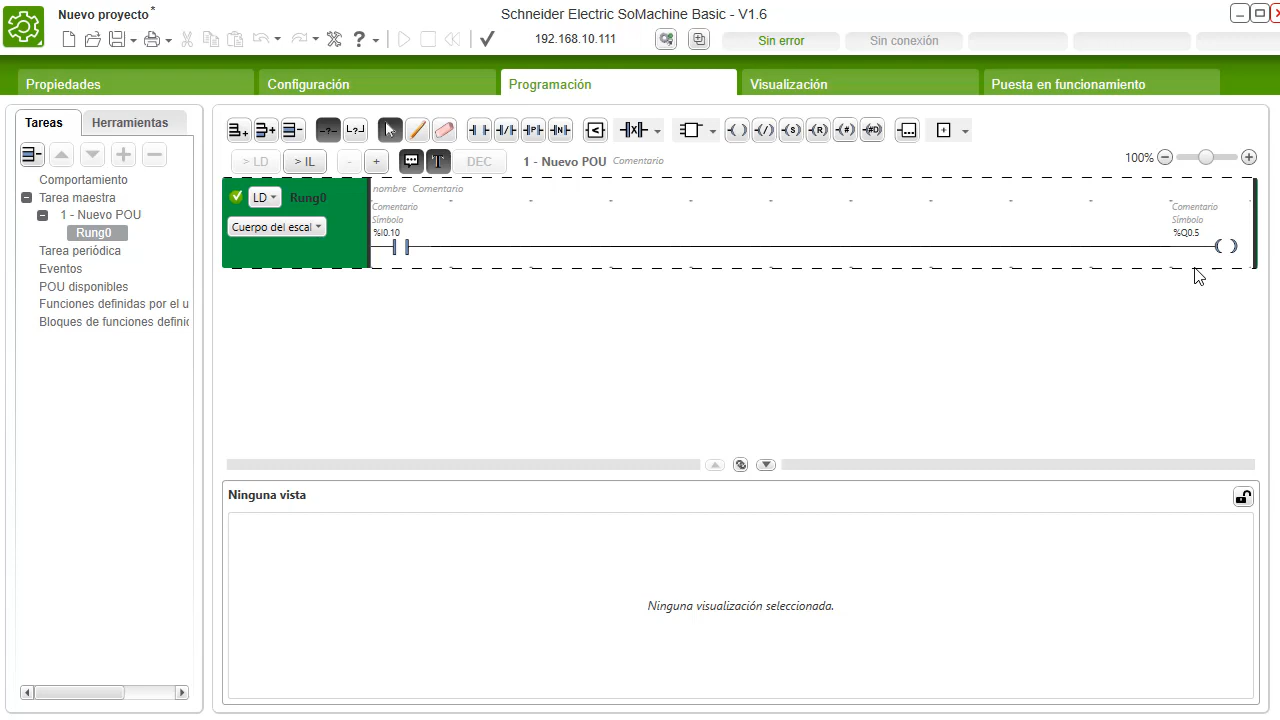 Nuevo proyecto *
Schneider Electric SoMachine Basic - V1.6
192.168.10.111
Sin error
Sin conexión
Propiedades
Configuración
Programación
Visualización
Puesta en funcionamiento
Tareas
Herramientas
Comportamiento
Tarea maestra
1 - Nuevo POU
Rung0
Tarea periódica
Eventos
POU disponibles
Funciones definidas por el u
Bloques de funciones definic
> LD
> IL
-
+
T
DEC
1 - Nuevo POU
Comentario
100%
LD
Rung0
Cuerpo del escal
nombre Comentario
Comentario
Símbolo
%I0.10
Comentario
Símbolo
%Q0.5
Ninguna vista
Ninguna visualización seleccionada.